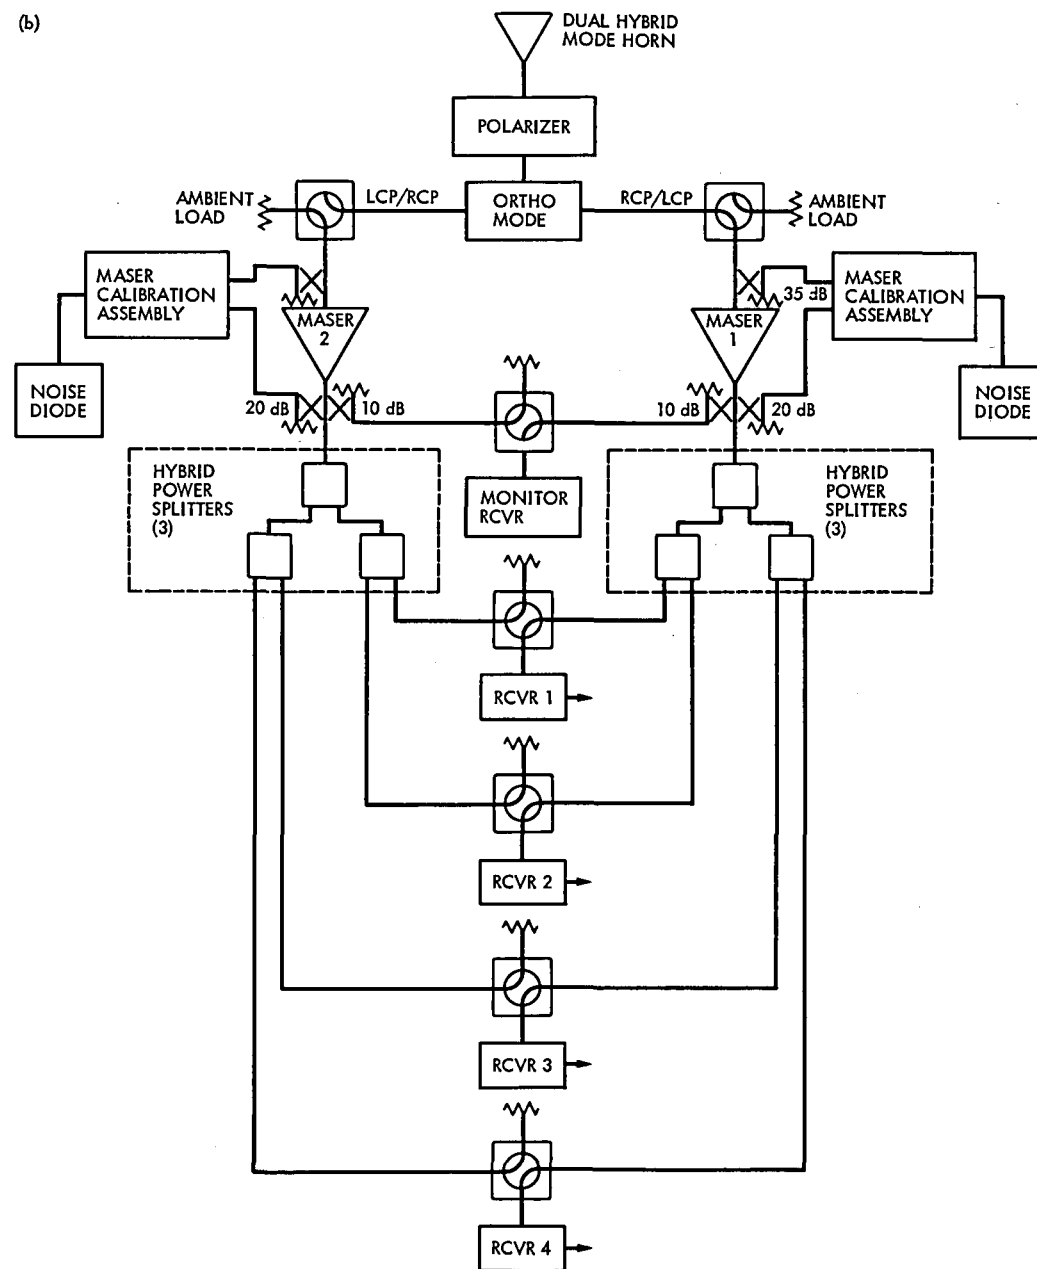 (b)
DUAL HYBRID
MODE HORN
POLARIZER
AMBIENT
LOAD
LCP/RCP
ORTHO
MODE
RCP/LCP
AMBIENT
LOAD
MASER
CALIBRATION
ASSEMBLY
35 dB
MASER
CALIBRATION
ASSEMBLY
MASER
2
MASER
1
NOISE
DIODE
20 dB
10 dB
10 dB
20 dB
NOISE
DIODE
HYBRID
POWER
SPLITTERS
(3)
MONITOR
RCVR
HYBRID
POWER
SPLITTERS
(3)
RCVR 1
RCVR 2
RCVR 3
RCVR 4